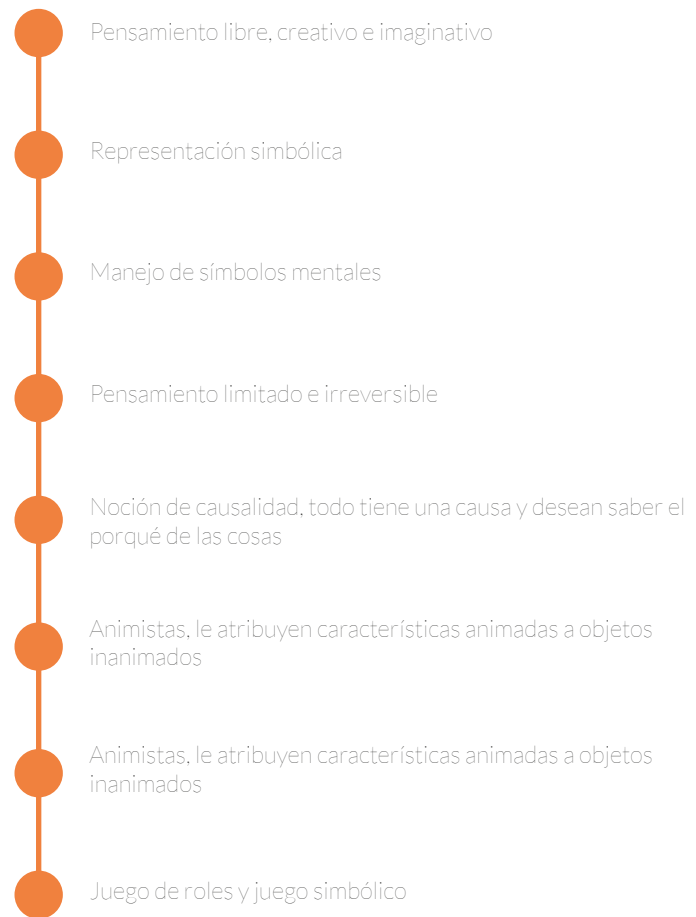 Pensamiento libre, creativo e imaginativo
Representación simbólica
Manejo de símbolos mentales
Pensamiento limitado e irreversible
Noción de causalidad, todo tiene una causa y desean saber el
porqué de las cosas
Animistas, le atribuyen características animadas a objetos
inanimados
Animistas, le atribuyen características animadas a objetos
inanimados
Juego de roles y juego simbólico